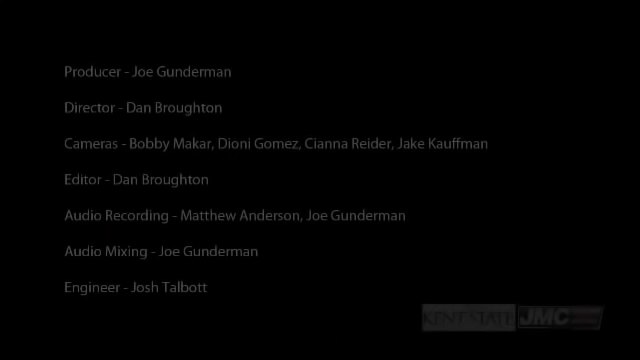 Producer - Joe Gunderman
Director - Dan Broughton
Cameras - Bobby Makar, Dioni Gomez, Cianna Reider, Jake Kauffman
Editor - Dan Broughton
Audio Recording - Matthew Anderson, Joe Gunderman
Audio Mixing - Joe Gunderman
Engineer - Josh Talbott
KENT STATE JMC